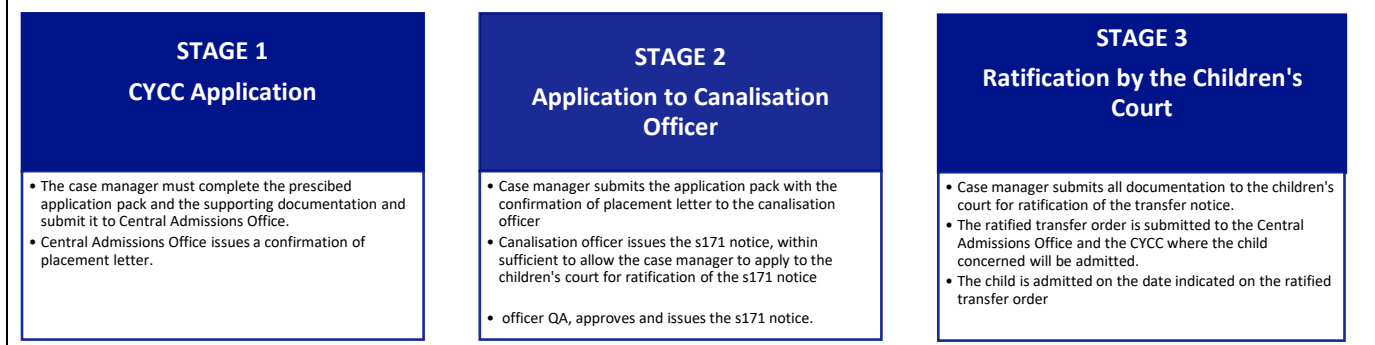 STAGE 1
CYCC Application
• The case manager must complete the prescibed
application pack and the supporting documentation and
submit it to Central Admissions Office.
• Central Admissions Office issues a confirmation of
placement letter.
STAGE 2
Application to Canalisation
Officer
• Case manager submits the application pack with the
confirmation of placement letter to the canalisation
officer
• Canalisation officer issues the s171 notice, within
sufficient to allow the case manager to apply to the
children's court for ratification of the s171 notice
• officer QA, approves and issues the s171 notice.
STAGE 3
Ratification by the Children's
Court
• Case manager submits all documentation to the children's
court for ratification of the transfer notice.
• The ratified transfer order is submitted to the Central
Admissions Office and the CYCC where the child
concerned will be admitted.
• The child is admitted on the date indicated on the ratified
transfer order